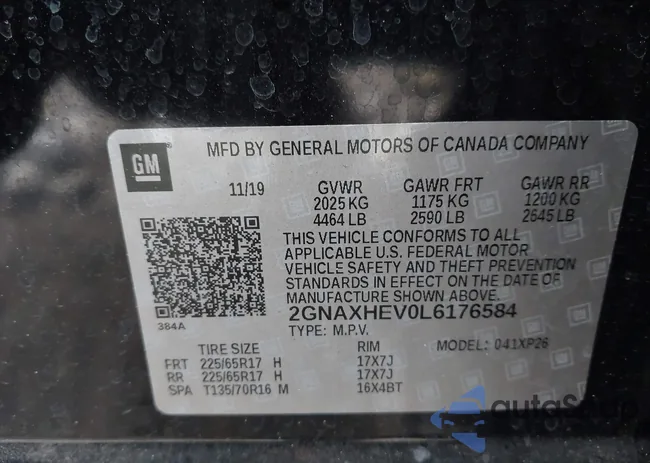 GM
MFD BY GENERAL MOTORS OF CANADA COMPANY
11/19 GVWR GAWR FRT GAWR RR
2025 KG 1175 KG 1200 KG
4464 LB 2590 LB 2645 LB
THIS VEHICLE CONFORMS TO ALL
APPLICABLE U.S. FEDERAL MOTOR
VEHICLE SAFETY AND THEFT PREVENTION
STANDARDS IN EFFECT ON THE DATE OF
MANUFACTURE SHOWN ABOVE.
384A
2GNAXHEV0L6176584
TYPE: M.P.V.
TIRE SIZE RIM MODEL: 041XP26
FRT 225/65R17 H 17X7J
RR 225/65R17 H 17X7J
SPA T135/70R16 M 16X4BT